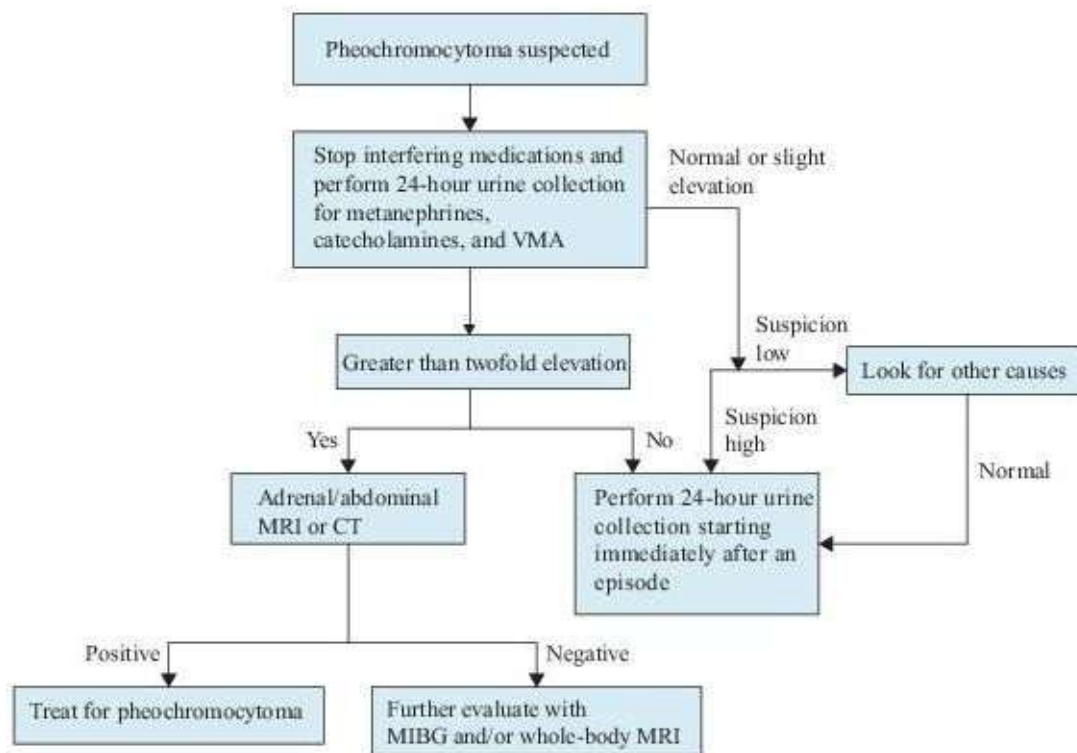 Pheochromocytoma suspected
Stop interfering medications and
perform 24-hour urine collection
for metanephrines,
catecholamines, and VMA
Normal or slight
elevation
Greater than twofold elevation
Suspicion
low
Look for other causes
Suspicion
high
Yes
No
Normal
Adrenal/abdominal
MRI or CT
Perform 24-hour urine
collection starting
immediately after an
episode
Positive
Negative
Treat for pheochromocytoma
Further evaluate with
MIBG and/or whole-body MRI